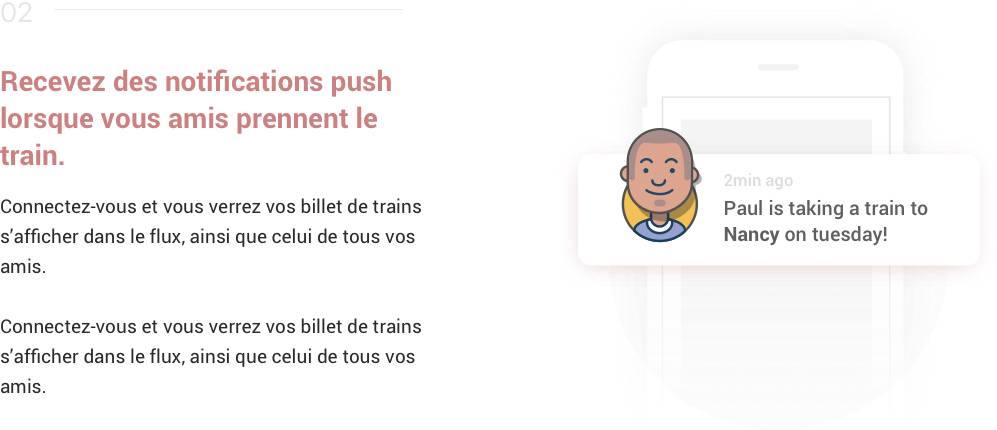 02
Recevez des notifications push
lorsque vous amis prennent le
train.
Connectez-vous et vous verrez vos billet de trains
s’afficher dans le flux, ainsi que celui de tous vos
amis.
Connectez-vous et vous verrez vos billet de trains
s’afficher dans le flux, ainsi que celui de tous vos
amis.
2min ago
Paul is taking a train to
Nancy on tuesday!